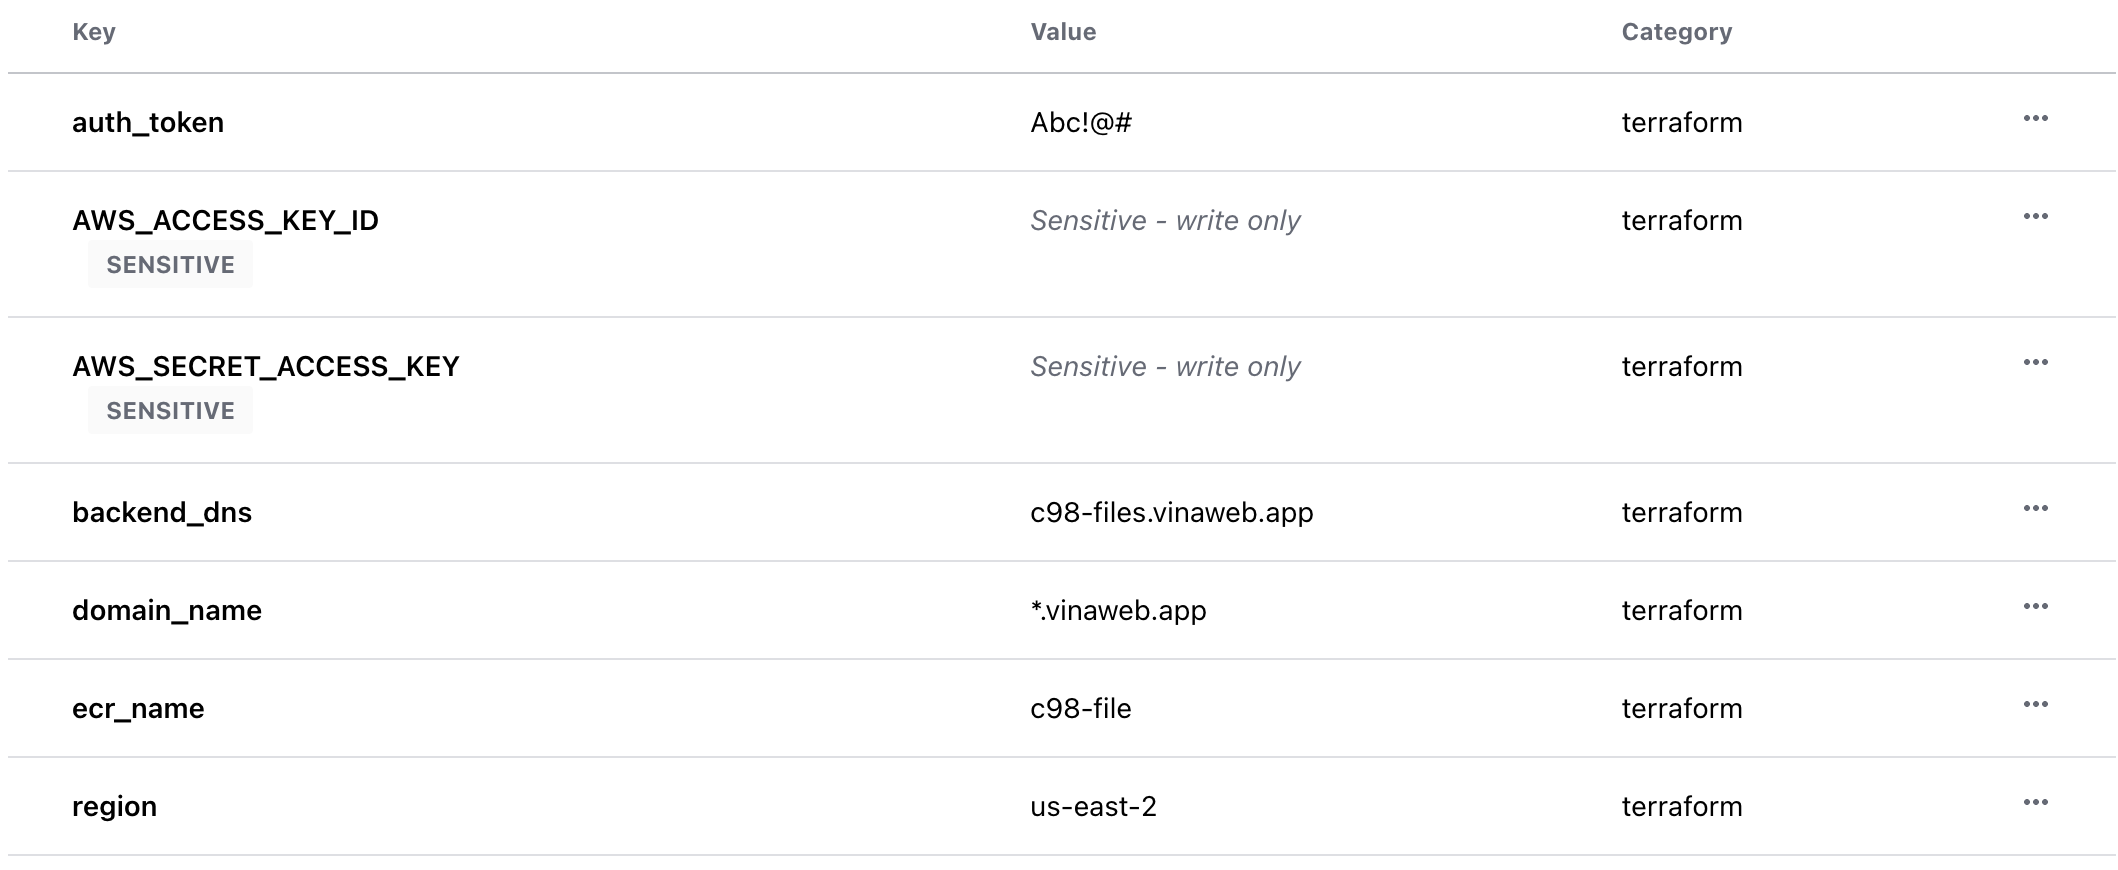 Key Value Category
auth_token Abc!@# terraform
AWS_ACCESS_KEY_ID Sensitive - write only terraform
SENSITIVE
AWS_SECRET_ACCESS_KEY Sensitive - write only terraform
SENSITIVE
backend_dns c98-files.vinaweb.app terraform
domain_name *.vinaweb.app terraform
ecr_name c98-file terraform
region us-east-2 terraform